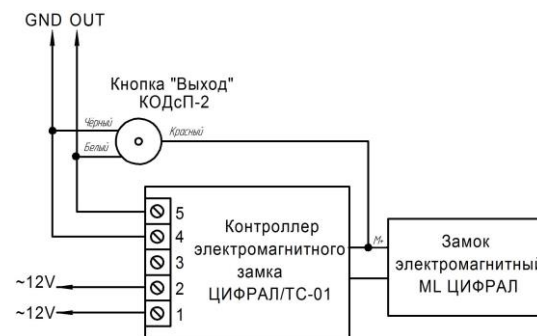 GND OUT
Кнопка "Выход"
КОДсП-2
Черный
Красный
Белый
5
4
3
2
1
~12V
~12V
Контроллер
электромагнитного
замка
ЦИФРАЛ/ТС-01
М+
Замок
электромагнитный
ML ЦИФРАЛ